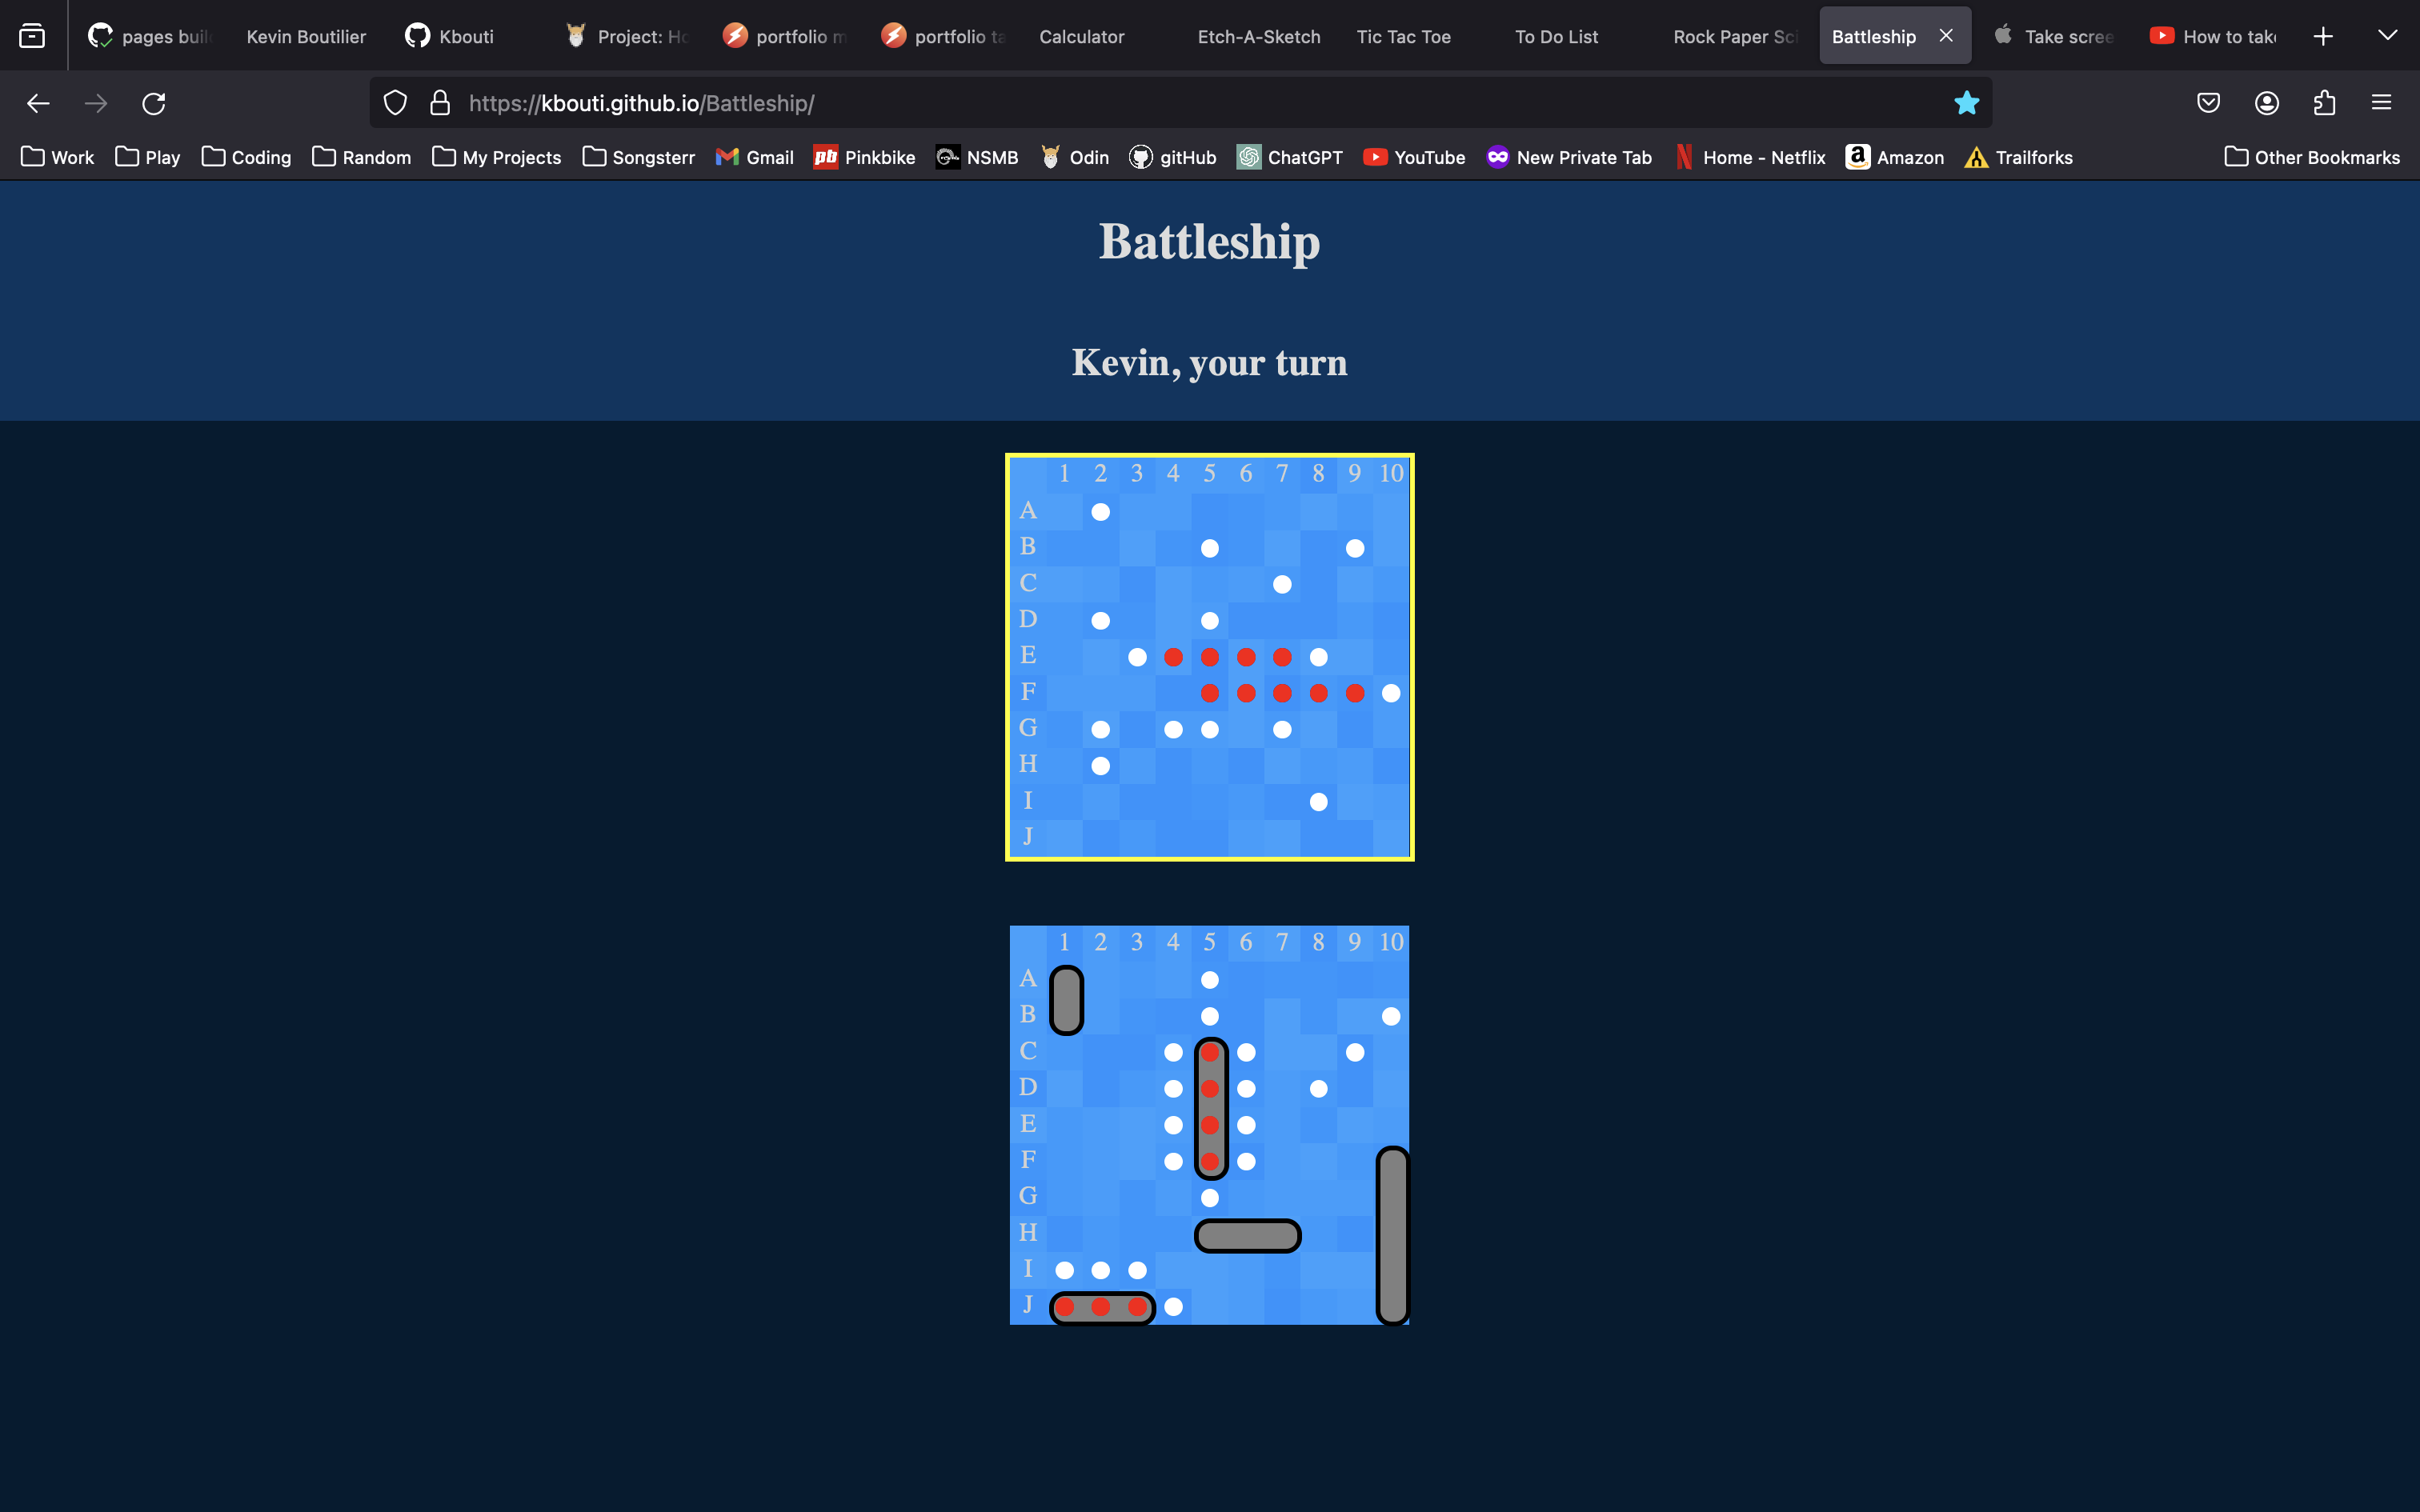 pages buil
Kevin Boutilier
Kbouti
Project: Ho
portfolio m
portfolio ta
Calculator
Etch-A-Sketch
Tic Tac Toe
To Do List
Rock Paper Sci
Battleship
Take scree
How to take
https://kbouti.github.io/Battleship/
Work
Play
Coding
Random
My Projects
Songsterr
Gmail
pb Pinkbike
NSMB
Odin
gitHub
ChatGPT
YouTube
New Private Tab
Home - Netflix
a Amazon
Trailforks
Other Bookmarks
Battleship
Kevin, your turn
1 2 3 4 5 6 7 8 9 10
A
B
C
D
E
F
G
H
I
J
1 2 3 4 5 6 7 8 9 10
A
B
C
D
E
F
G
H
I
J